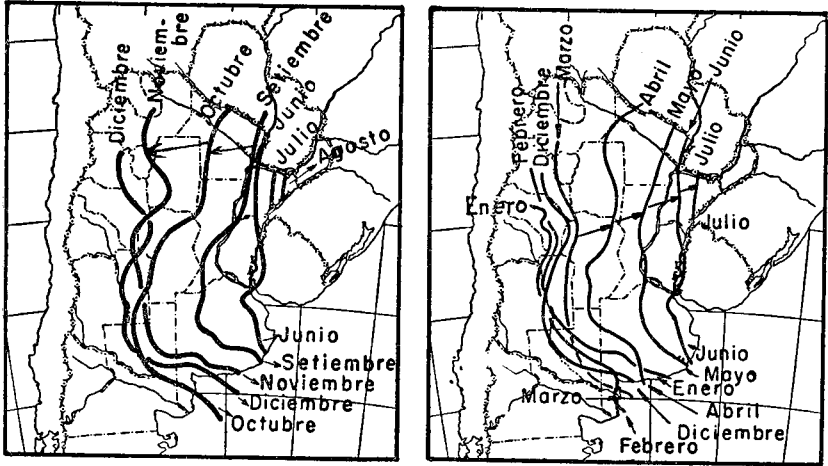 Diciembre
Noviem-
bre
Octubre
Setiembre
Junio
Julio
Agosto
Junio
Setiembre
Noviembre
Diciembre
Octubre
Enero
Febrero
Diciembre
Marzo
Abril
Mayo
Junio
Julio
Julio
Junio
Mayo
Enero
Marzo
Abril
Diciembre
Febrero